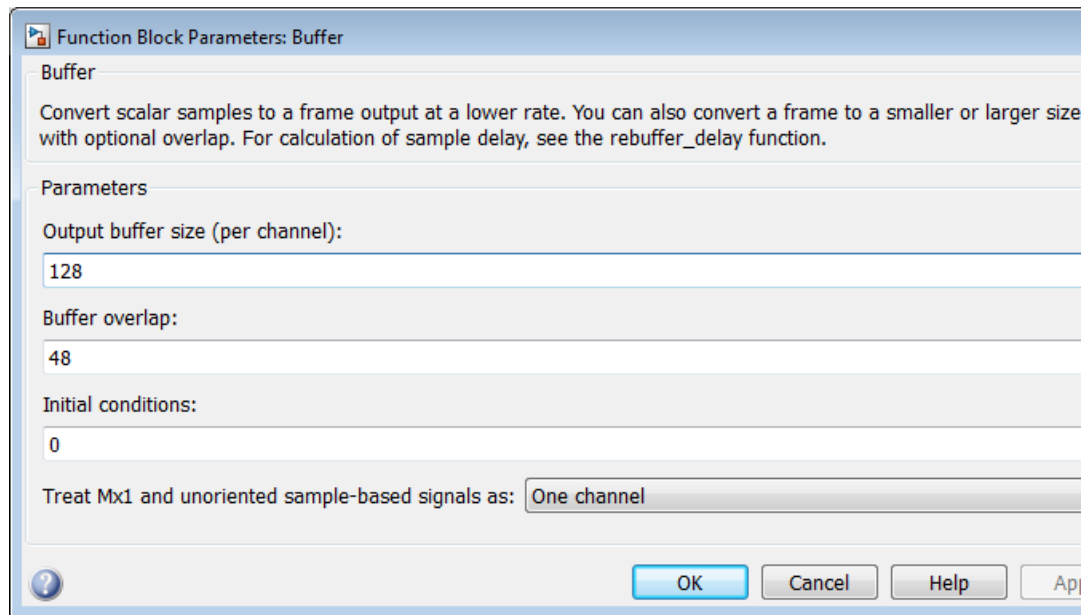 Function Block Parameters: Buffer
Buffer
Convert scalar samples to a frame output at a lower rate. You can also convert a frame to a smaller or larger size
with optional overlap. For calculation of sample delay, see the rebuffer_delay function.
Parameters
Output buffer size (per channel):
128
Buffer overlap:
48
Initial conditions:
0
Treat Mx1 and unoriented sample-based signals as: One channel
? OK Cancel Help